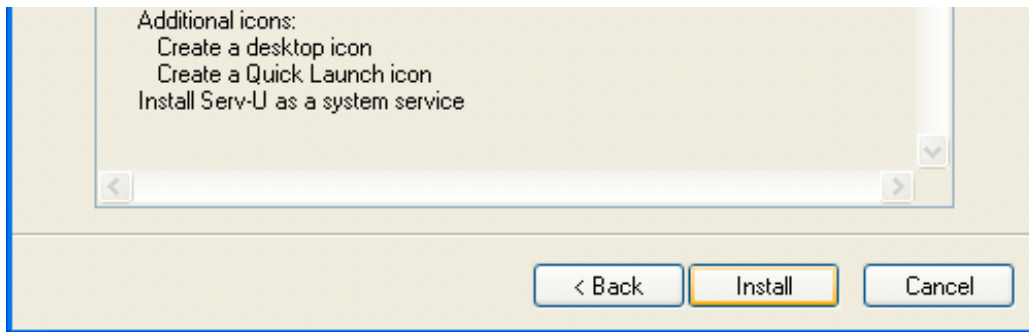 Additional icons:
Create a desktop icon
Create a Quick Launch icon
Install Serv-U as a system service
< Back Install Cancel